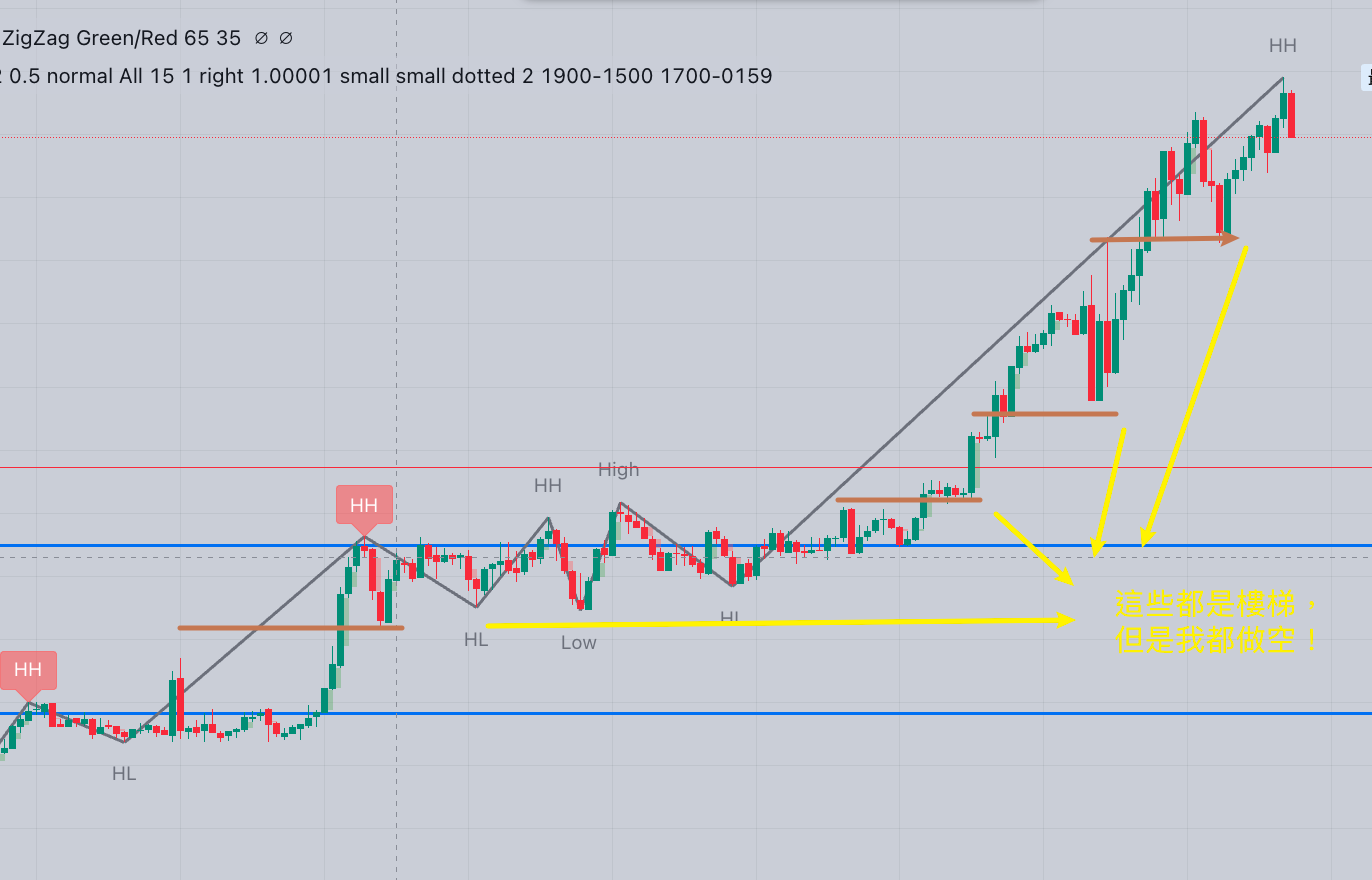 ZigZag Green/Red 65 35 ∅ ∅
2 0.5 normal All 15 1 right 1.00001 small small dotted 2 1900-1500 1700-0159
HH
High
HH
HH
HL
HL
Low
這些都是樓梯，
但是我都做空！
HH
HL